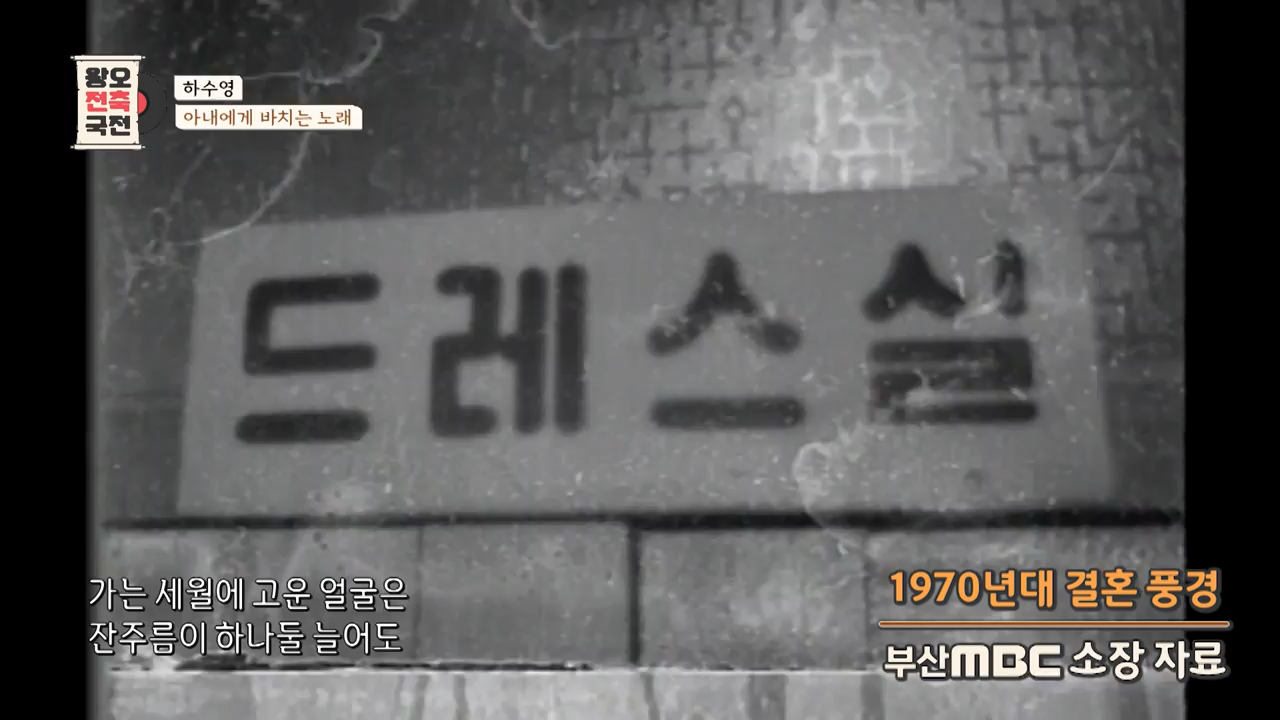 왕오
전축
국전
하수영
아내에게 바치는 노래
드레스실
가는 세월에 고운 얼굴은
잔주름이 하나둘 늘어도
1970년대 결혼 풍경
부산MBC 소장 자료